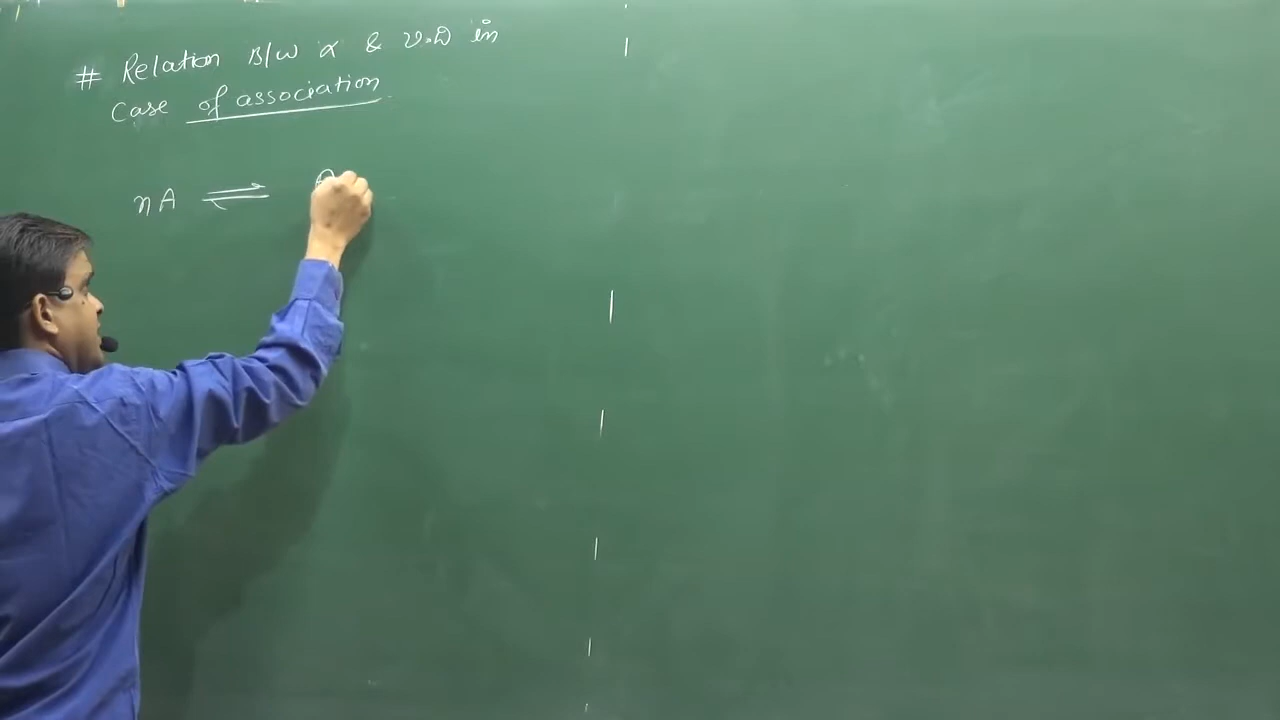 # Relation B/w α & V.D in
Case of association
nA ⇌